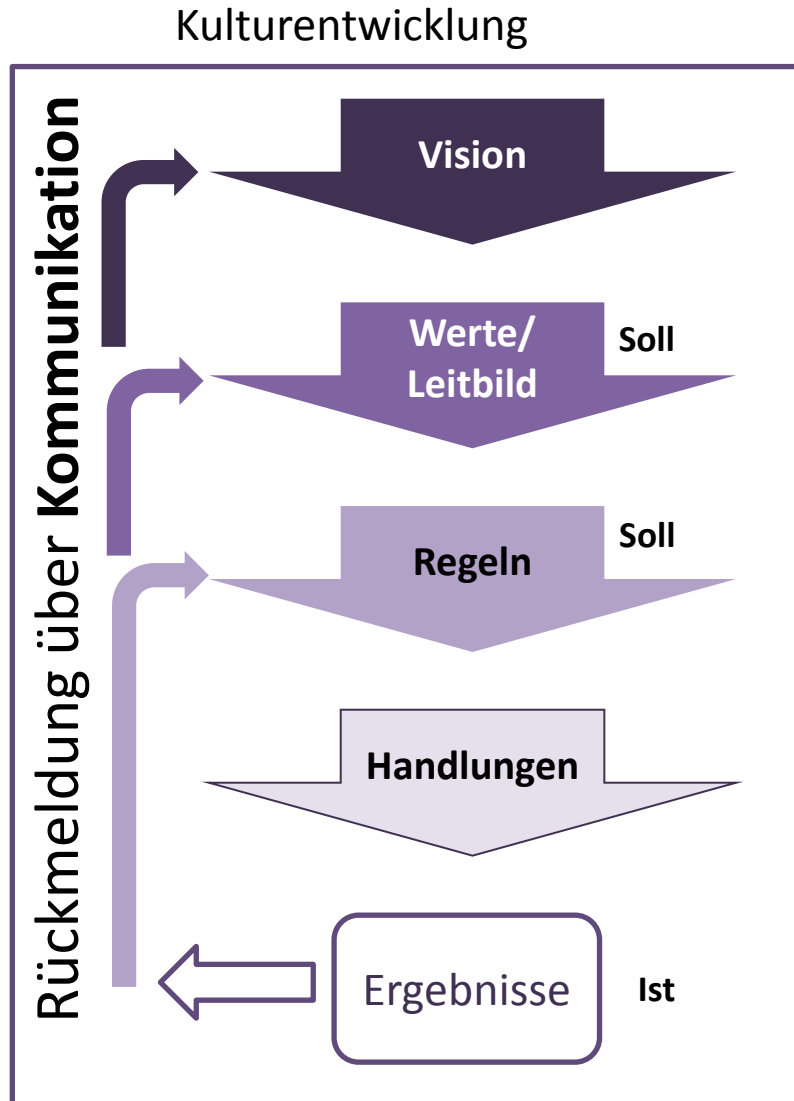 Kulturentwicklung
Rückmeldung über Kommunikation
Vision
Werte/
Leitbild
Soll
Regeln
Soll
Handlungen
Ergebnisse
Ist